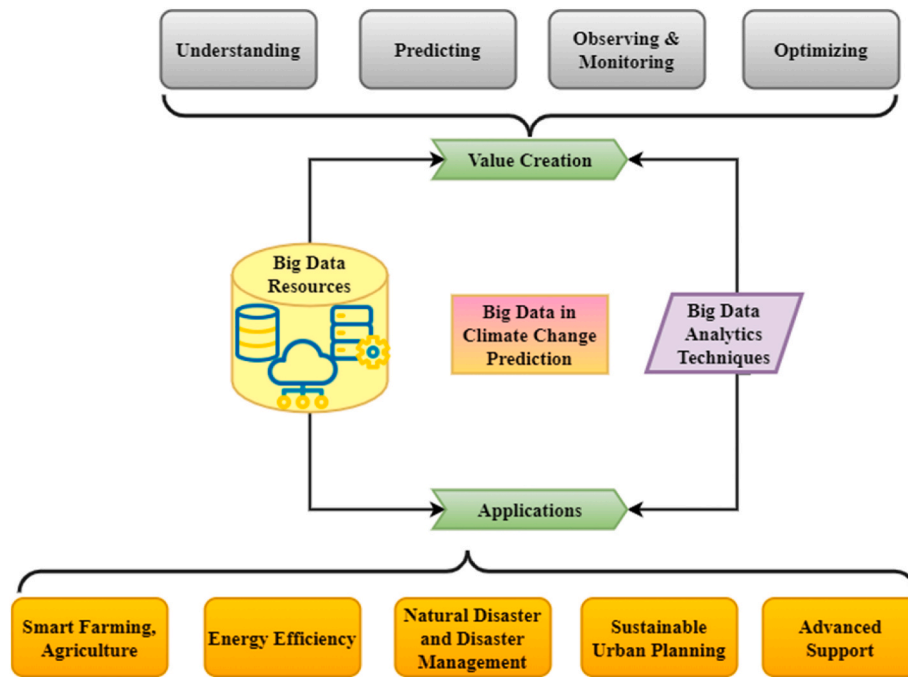 Understanding
Predicting
Observing &
Monitoring
Optimizing
Value Creation
Big Data
Resources
Big Data in
Climate Change
Prediction
Big Data
Analytics
Techniques
Applications
Smart Farming,
Agriculture
Energy Efficiency
Natural Disaster
and Disaster
Management
Sustainable
Urban Planning
Advanced
Support